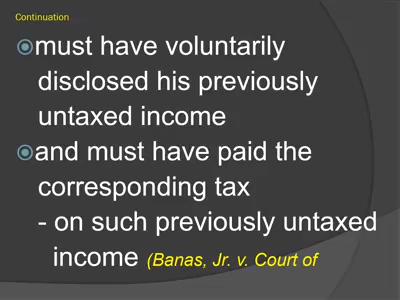 Continuation
must have voluntarily
disclosed his previously
untaxed income
and must have paid the
corresponding tax
- on such previously untaxed
income (Banas, Jr. v. Court of